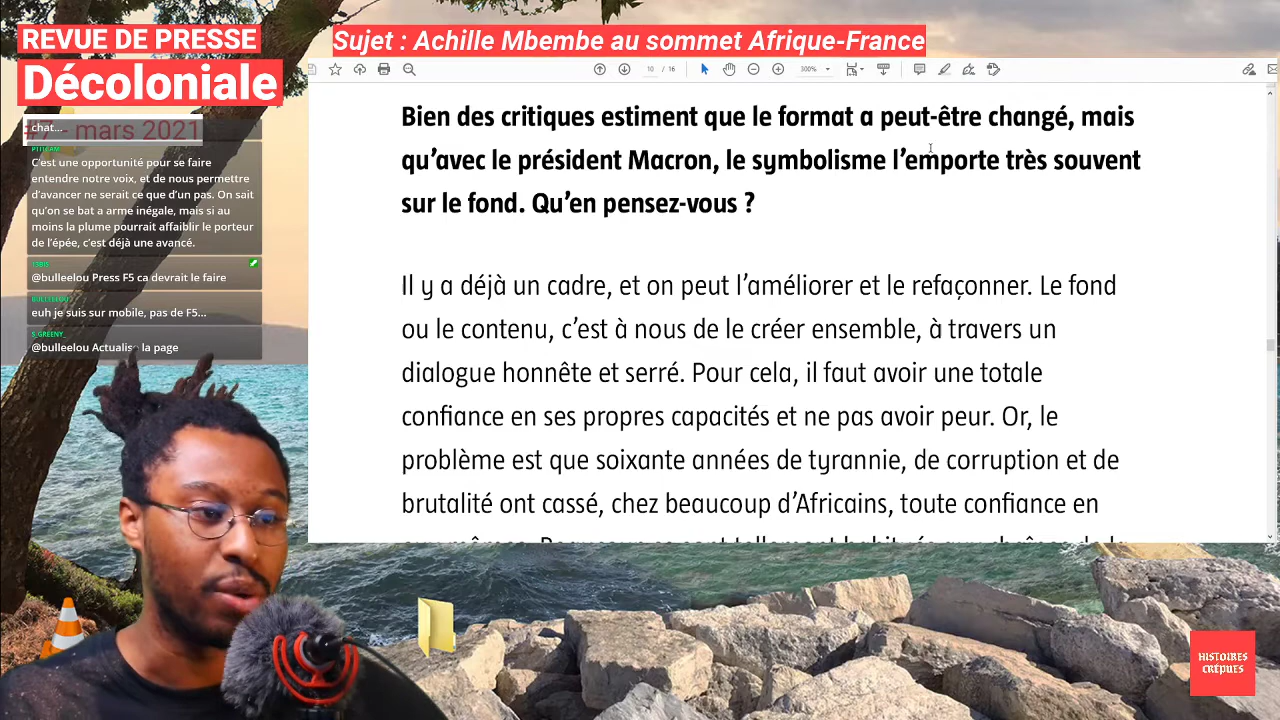 REVUE DE PRESSE
Décoloniale
#7 - mars 2021
Sujet : Achille Mbembe au sommet Afrique-France
10 / 16
300%
chat...
C'est une opportunité pour se faire
entendre notre voix, et de nous permettre
d'avancer ne serait ce que d'un pas. On sait
qu'on se bat a arme inégale, mais si au
moins la plume pourrait affaiblir le porteur
de l'épée, c'est déjà une avancé.
@bulleelou Press F5 ca devrait le faire
BULLEELOU
euh je suis sur mobile, pas de F5...
S_GREENY_
@bulleelou Actualise la page
Bien des critiques estiment que le format a peut-être changé, mais
qu'avec le président Macron, le symbolisme l'emporte très souvent
sur le fond. Qu'en pensez-vous ?
Il y a déjà un cadre, et on peut l'améliorer et le refaçonner. Le fond
ou le contenu, c'est à nous de le créer ensemble, à travers un
dialogue honnête et serré. Pour cela, il faut avoir une totale
confiance en ses propres capacités et ne pas avoir peur. Or, le
problème est que soixante années de tyrannie, de corruption et de
brutalité ont cassé, chez beaucoup d'Africains, toute confiance en
HISTOIRES
CRÉPUES